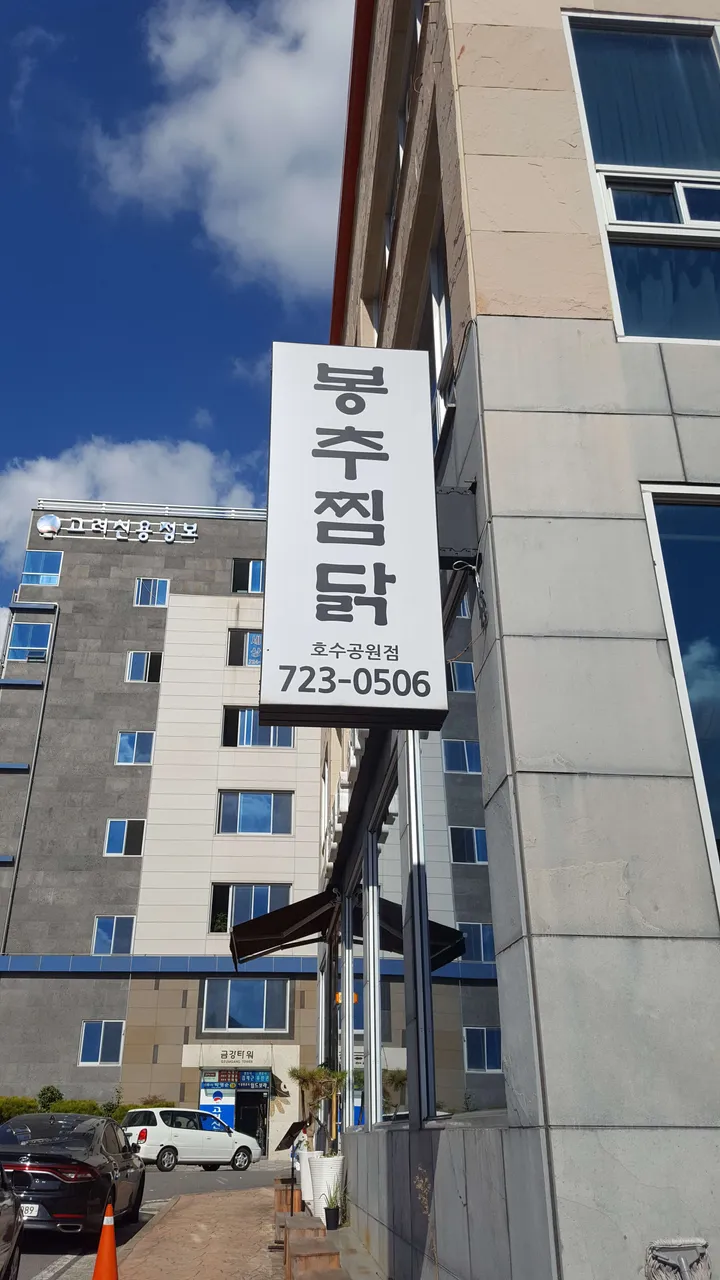 봉추찜닭
호수공원점
723-0506
고려신용정보
금강타워